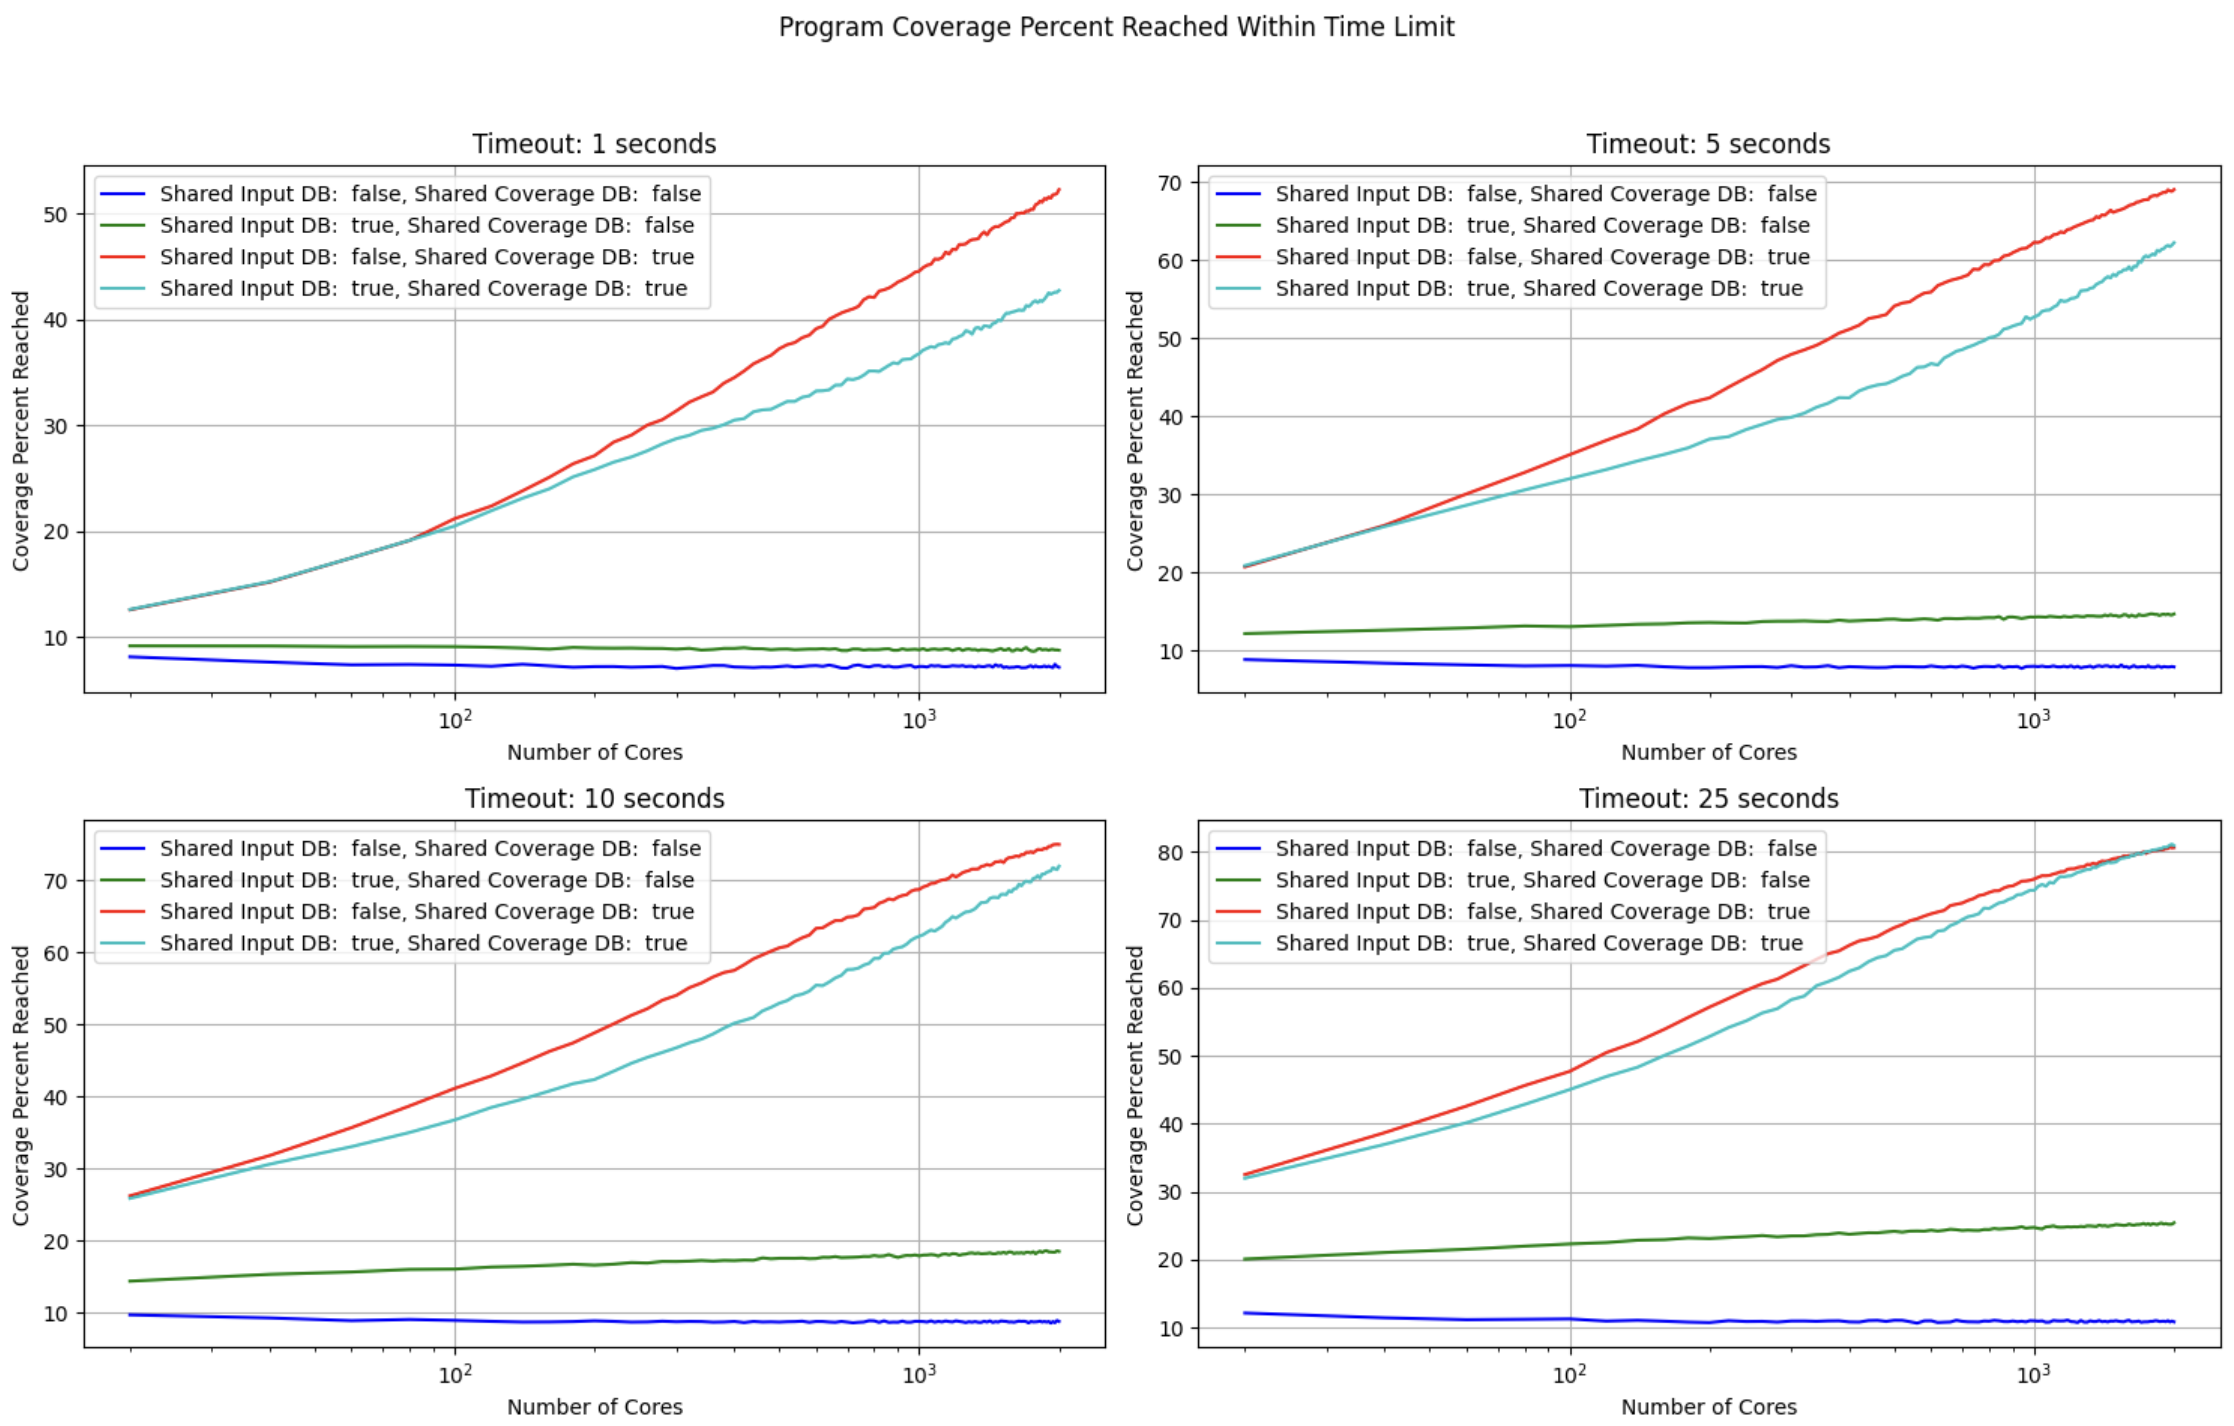 Program Coverage Percent Reached Within Time Limit
Timeout: 1 seconds
Shared Input DB:  false, Shared Coverage DB:  false
Shared Input DB:  true, Shared Coverage DB:  false
Shared Input DB:  false, Shared Coverage DB:  true
Shared Input DB:  true, Shared Coverage DB:  true
Coverage Percent Reached
50
40
30
20
10
10²
10³
Number of Cores
Timeout: 5 seconds
Shared Input DB:  false, Shared Coverage DB:  false
Shared Input DB:  true, Shared Coverage DB:  false
Shared Input DB:  false, Shared Coverage DB:  true
Shared Input DB:  true, Shared Coverage DB:  true
Coverage Percent Reached
70
60
50
40
30
20
10
10²
10³
Number of Cores
Timeout: 10 seconds
Shared Input DB:  false, Shared Coverage DB:  false
Shared Input DB:  true, Shared Coverage DB:  false
Shared Input DB:  false, Shared Coverage DB:  true
Shared Input DB:  true, Shared Coverage DB:  true
Coverage Percent Reached
70
60
50
40
30
20
10
10²
10³
Number of Cores
Timeout: 25 seconds
Shared Input DB:  false, Shared Coverage DB:  false
Shared Input DB:  true, Shared Coverage DB:  false
Shared Input DB:  false, Shared Coverage DB:  true
Shared Input DB:  true, Shared Coverage DB:  true
Coverage Percent Reached
80
70
60
50
40
30
20
10
10²
10³
Number of Cores